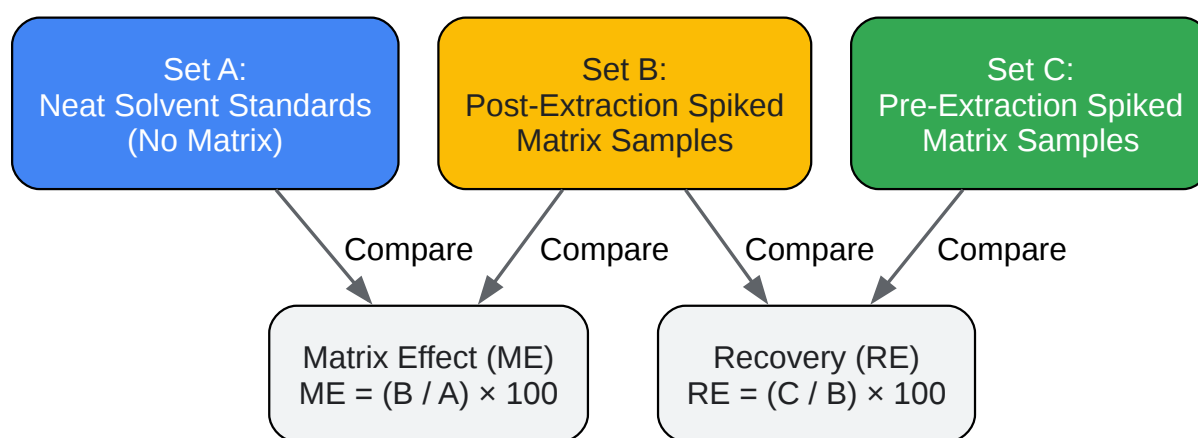 Set A:
Neat Solvent Standards
(No Matrix)
Set B:
Post-Extraction Spiked
Matrix Samples
Set C:
Pre-Extraction Spiked
Matrix Samples
Compare
Compare
Compare
Compare
Matrix Effect (ME)
ME = (B / A) × 100
Recovery (RE)
RE = (C / B) × 100